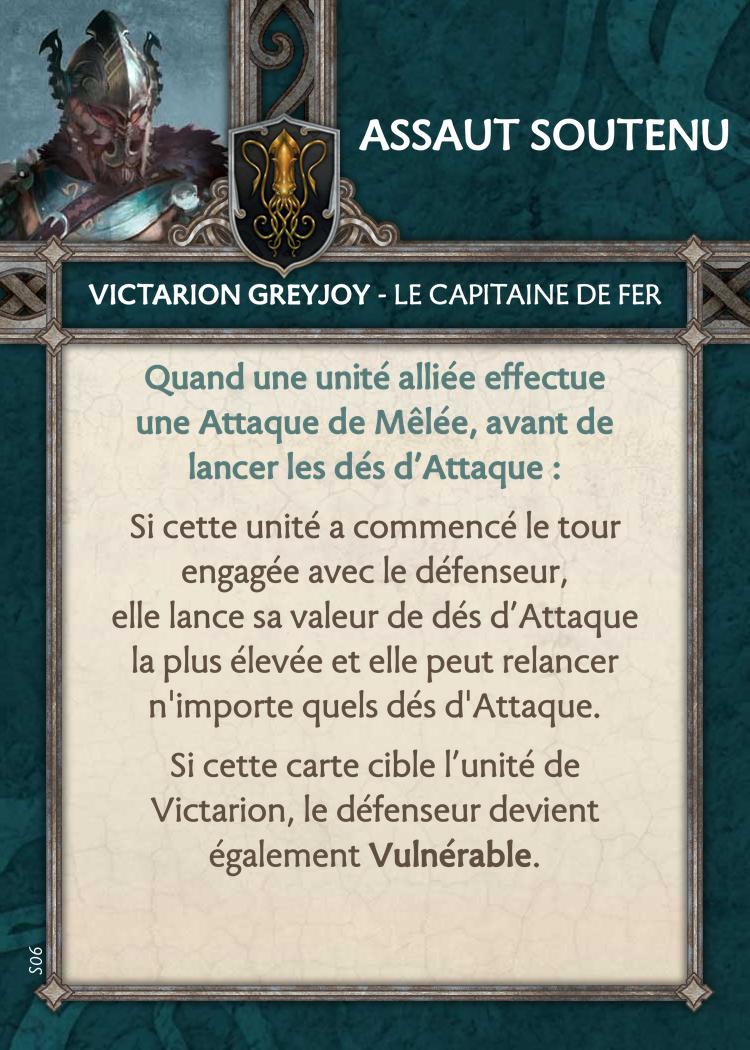 ASSAUT SOUTENU
VICTARION GREYJOY - LE CAPITAINE DE FER
Quand une unité alliée effectue
une Attaque de Mêlée, avant de
lancer les dés d’Attaque :
Si cette unité a commencé le tour
engagée avec le défenseur,
elle lance sa valeur de dés d’Attaque
la plus élevée et elle peut relancer
n'importe quels dés d'Attaque.
Si cette carte cible l’unité de
Victarion, le défenseur devient
également Vulnérable.
S06